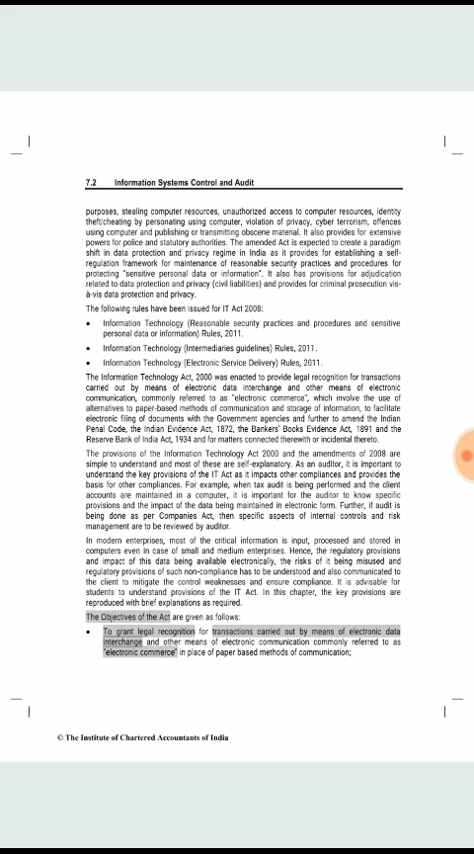 7.2 Information Systems Control and Audit
purposes, stealing computer resources, unauthorized access to computer resources, identity
theft/cheating by personating using computer, violation of privacy, cyber terrorism, offences
using computer and publishing or transmitting obscene material. It also provides for extensive
powers for police and statutory authorities. The amended Act is expected to create a paradigm
shift in data protection and privacy regime in India as it provides for establishing a self-
regulation framework for maintenance of reasonable security practices and procedures for
protecting "sensitive personal data or information". It also has provisions for adjudication
related to data protection and privacy (civil liabilities) and provides for criminal prosecution vis-
à-vis data protection and privacy.
The following rules have been issued for IT Act 2008:
• Information Technology (Reasonable security practices and procedures and sensitive
personal data or information) Rules, 2011.
• Information Technology (Intermediaries guidelines) Rules, 2011.
• Information Technology (Electronic Service Delivery) Rules, 2011.
The Information Technology Act, 2000 was enacted to provide legal recognition for transactions
carried out by means of electronic data interchange and other means of electronic
communication, commonly referred to as "electronic commerce", which involve the use of
alternatives to paper-based methods of communication and storage of information, to facilitate
electronic filing of documents with the Government agencies and further to amend the Indian
Penal Code, the Indian Evidence Act, 1872, the Bankers' Books Evidence Act, 1891 and the
Reserve Bank of India Act, 1934 and for matters connected therewith or incidental thereto.
The provisions of the Information Technology Act 2000 and the amendments of 2008 are
simple to understand and most of these are self-explanatory. As an auditor, it is important to
understand the key provisions of the IT Act as it impacts other compliances and provides the
basis for other compliances. For example, when tax audit is being performed and the client
accounts are maintained in a computer, it is important for the auditor to know specific
provisions and the impact of the data being maintained in electronic form. Further, if audit is
being done as per Companies Act, then specific aspects of internal controls and risk
management are to be reviewed by auditor.
In modern enterprises, most of the critical information is input, processed and stored in
computers even in case of small and medium enterprises. Hence, the regulatory provisions
and impact of this data being available electronically, the risks of it being misused and
regulatory provisions of such non-compliance has to be understood and also communicated to
the client to mitigate the control weaknesses and ensure compliance. It is advisable for
students to understand provisions of the IT Act. In this chapter, the key provisions are
reproduced with brief explanations as required.
The Objectives of the Act are given as follows:
• To grant legal recognition for transactions carried out by means of electronic data
interchange and other means of electronic communication commonly referred to as
"electronic commerce" in place of paper based methods of communication;
© The Institute of Chartered Accountants of India